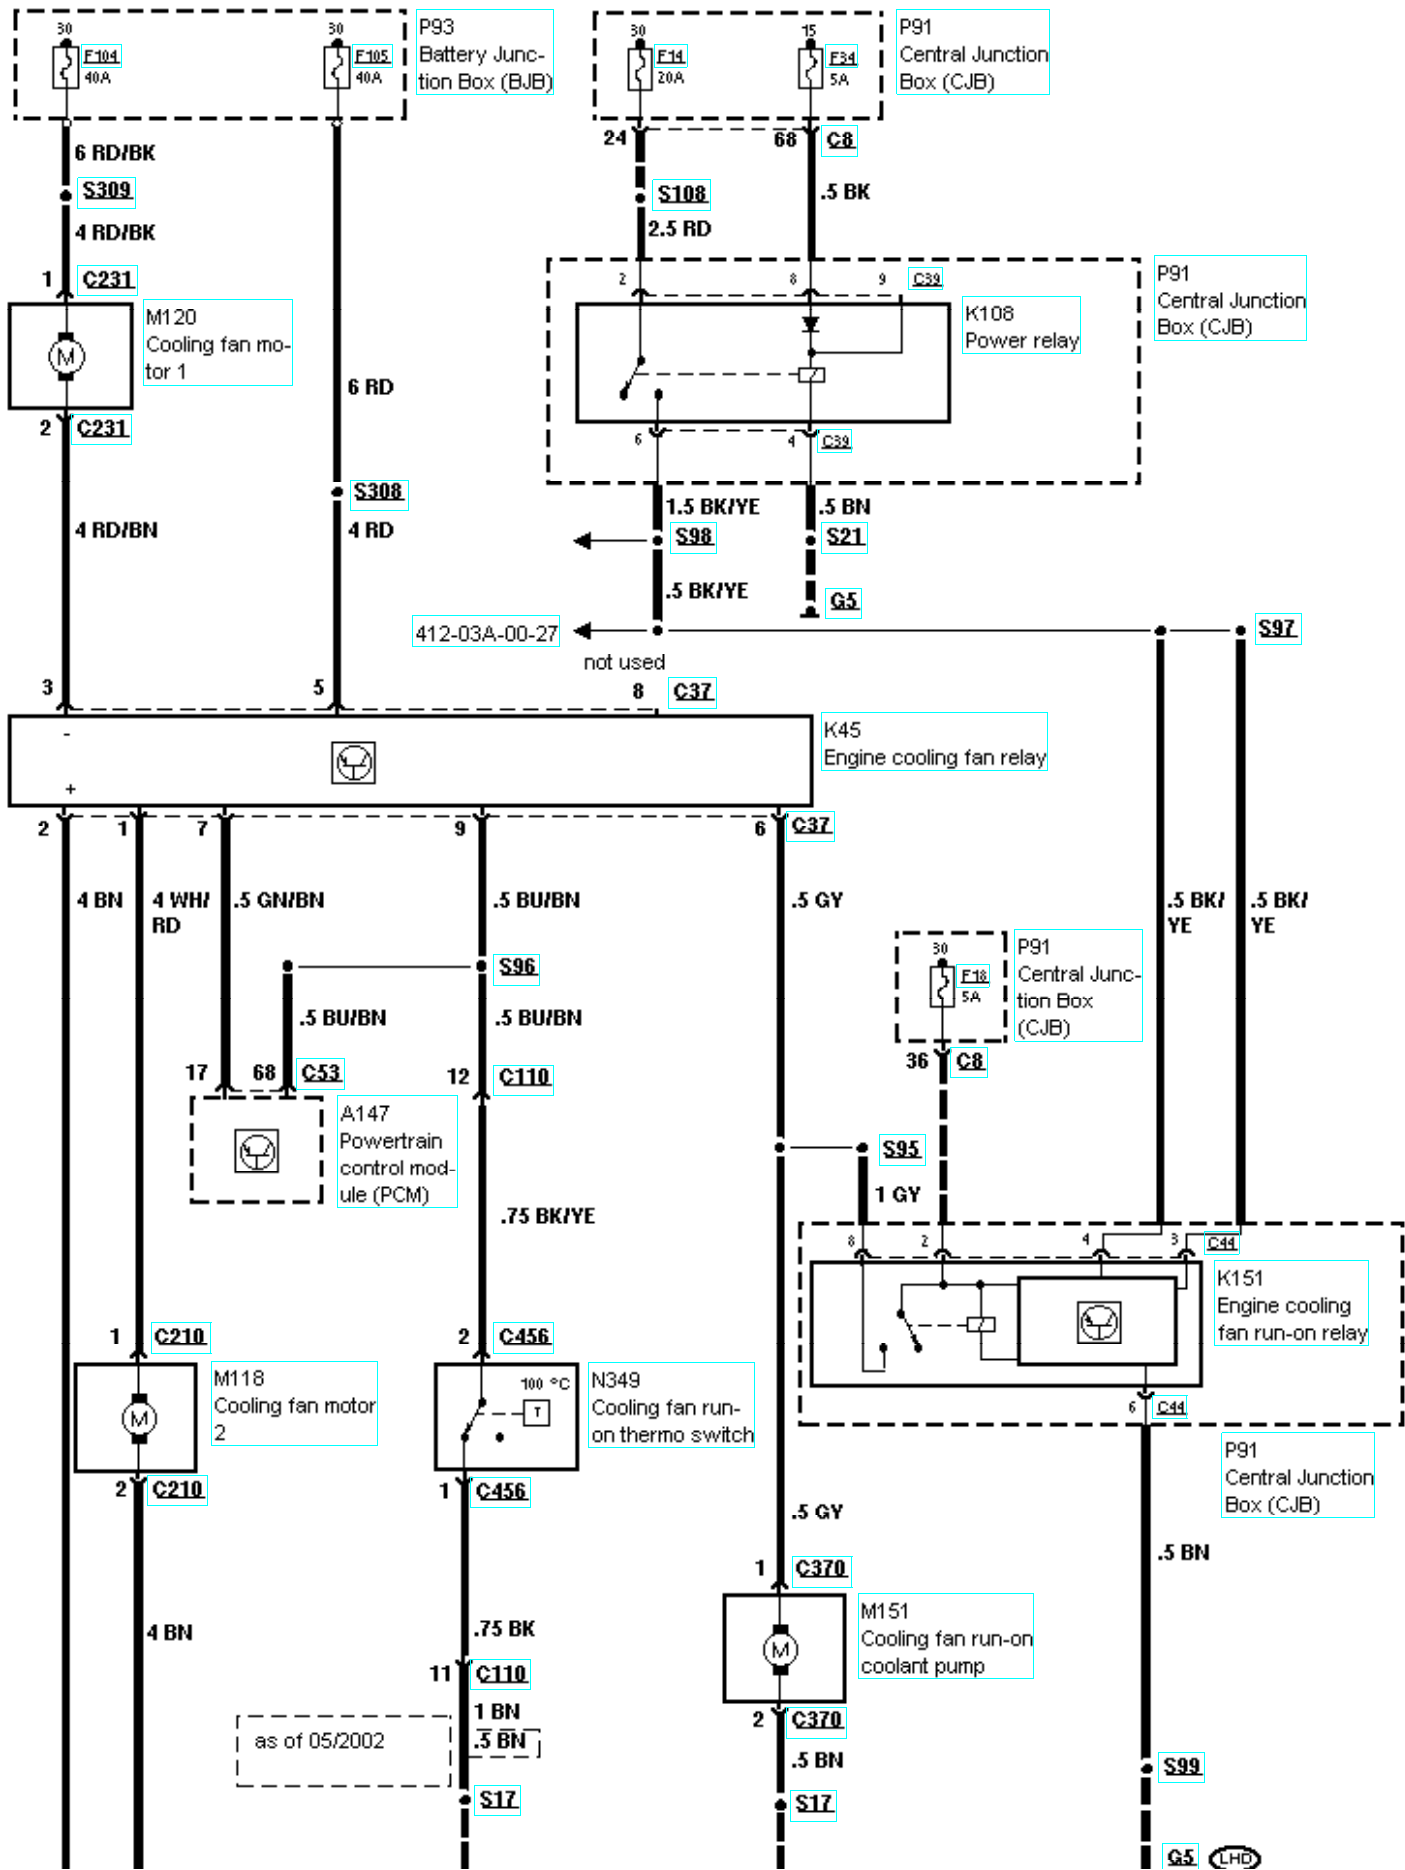 30
F104
40A
30
F105
40A
P93
Battery Junc-
tion Box (BJB)
30
F14
20A
15
F34
5A
P91
Central Junction
Box (CJB)
24
68
C8
6 RD/BK
S309
4 RD/BK
S108
.5 BK
2.5 RD
1
C231
2
8
9
C39
P91
Central Junction
Box (CJB)
M120
Cooling fan mo-
tor 1
M
K108
Power relay
6 RD
2
C231
6
4
C39
S308
4 RD/BN
4 RD
1.5 BK/YE
.5 BN
S98
S21
.5 BK/YE
G5
412-03A-00-27
S97
not used
3
5
8
C37
-
+
K45
Engine cooling fan relay
2
1
7
9
6
C37
4 BN
4 WH/
RD
.5 GN/BN
.5 BU/BN
.5 GY
.5 BK/
YE
.5 BK/
YE
30
F18
5A
P91
Central Junc-
tion Box
(CJB)
S96
.5 BU/BN
.5 BU/BN
36
C8
17
68
C53
12
C110
A147
Powertrain
control mod-
ule (PCM)
S95
1 GY
.75 BK/YE
8
2
4
3
C44
K151
Engine cooling
fan run-on relay
1
C210
2
C456
M118
Cooling fan motor
2
M
100 °C
T
N349
Cooling fan run-
on thermo switch
6
C44
P91
Central Junction
Box (CJB)
2
C210
1
C456
.5 GY
.5 BN
1
C370
4 BN
.75 BK
M
M151
Cooling fan run-on
coolant pump
11
C110
1 BN
.5 BN
as of 05/2002
2
C370
.5 BN
S99
S17
S17
G5
LHD